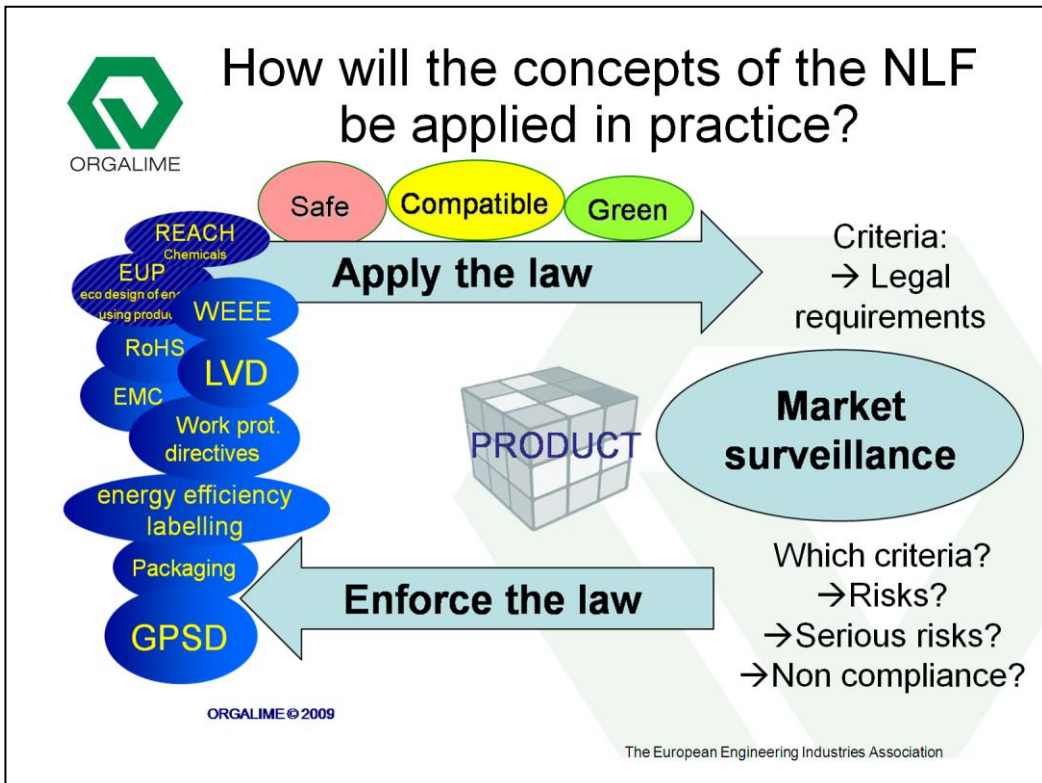 How will the concepts of the NLF
be applied in practice?
ORGALIME
Safe
Compatible
Green
REACH
Chemicals
EUP
eco design of
using
WEEE
RoHS
LVD
EMC
Work prot.
directives
energy efficiency
labelling
Packaging
GPSD
Apply the law
Criteria:
→ Legal
requirements
PRODUCT
Market
surveillance
Enforce the law
Which criteria?
→Risks?
→Serious risks?
→Non compliance?
ORGALIME © 2009
The European Engineering Industries Association